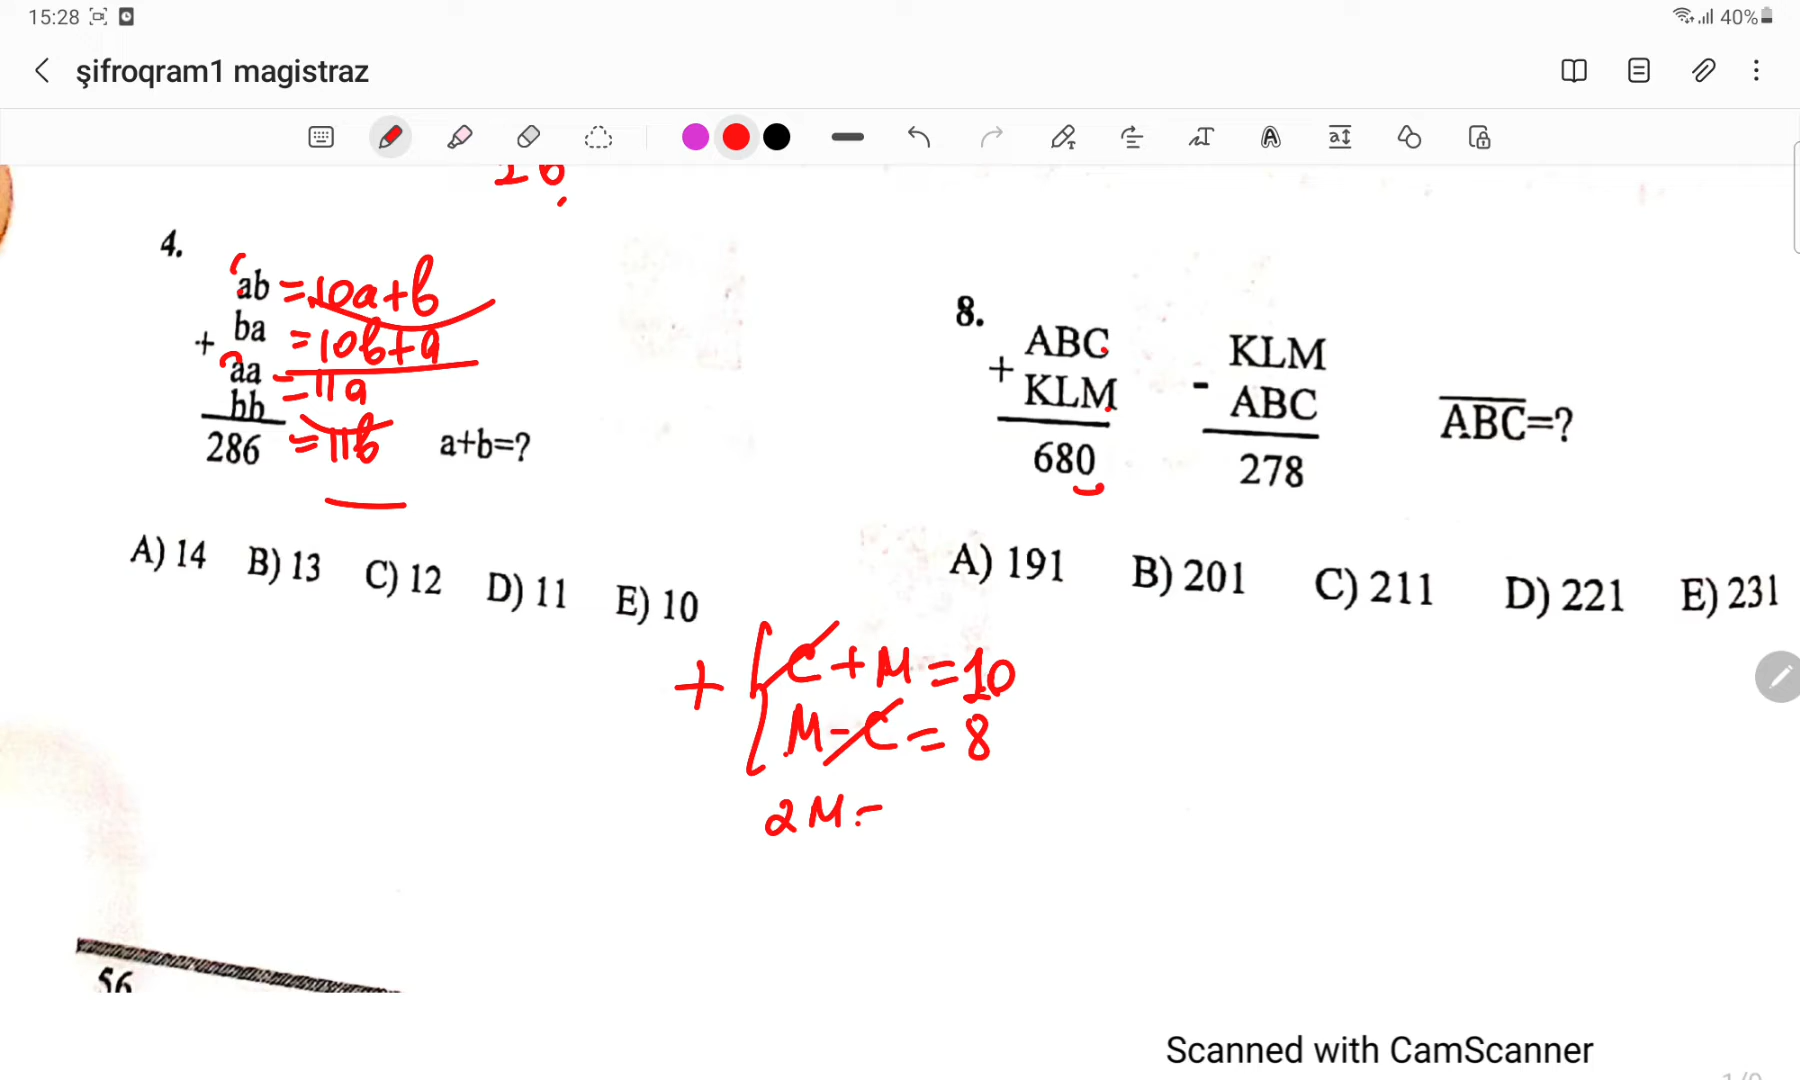 15:28
40%
şifroqram1 magistraz
4.
ab =10a+b
+ ba =10b+a
aa =11a
bb =11b
286
a+b=?
A) 14 B) 13 C) 12 D) 11 E) 10
8.
ABC
+ KLM
680
KLM
- ABC
278
ABC=?
A) 191 B) 201 C) 211 D) 221 E) 231
+ C+M=10
M-C=8
2M=
56
Scanned with CamScanner